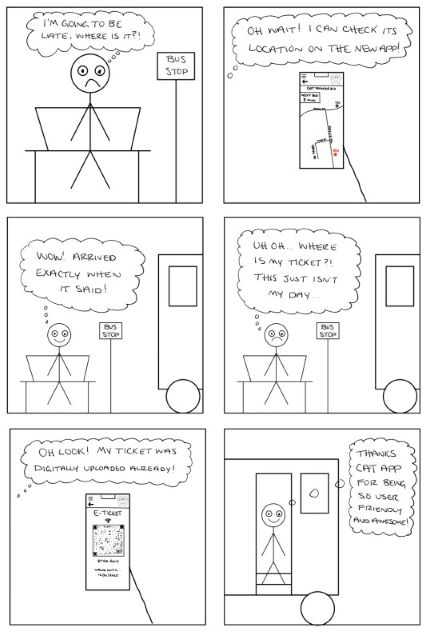 I'M GOING TO BE
LATE, WHERE IS IT?!
BUS
STOP
OH WAIT! I CAN CHECK ITS
LOCATION ON THE NEW APP!
NEXT BUS
WOW! ARRIVED
EXACTLY WHEN
IT SAID!
BUS
STOP
UH OH... WHERE
IS MY TICKET?!
THIS JUST ISN'T
MY DAY...
BUS
STOP
OH LOOK! MY TICKET WAS
DIGITALLY UPLOADED ALREADY!
E-TICKET
THANKS
CAT APP
FOR BEING
SO USER
FRIENDLY
AND AWESOME!